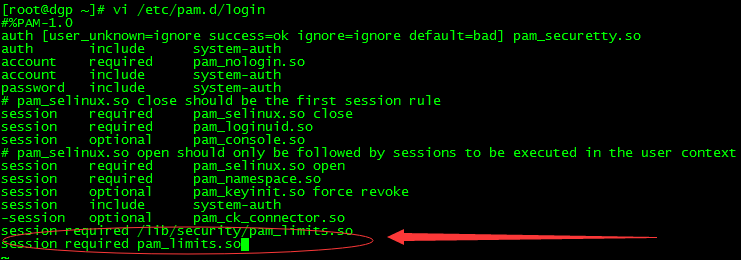 [root@dgp ~]# vi /etc/pam.d/login
#%PAM-1.0
auth [user_unknown=ignore success=ok ignore=ignore default=bad] pam_securetty.so
auth       include      system-auth
account    required     pam_nologin.so
account    include      system-auth
password   include      system-auth
# pam_selinux.so close should be the first session rule
session    required     pam_selinux.so close
session    required     pam_loginuid.so
session    optional     pam_console.so
# pam_selinux.so open should only be followed by sessions to be executed in the user context
session    required     pam_selinux.so open
session    required     pam_namespace.so
session    optional     pam_keyinit.so force revoke
session    include      system-auth
-session   optional     pam_ck_connector.so
session required /lib/security/pam_limits.so
session required pam_limits.so
~